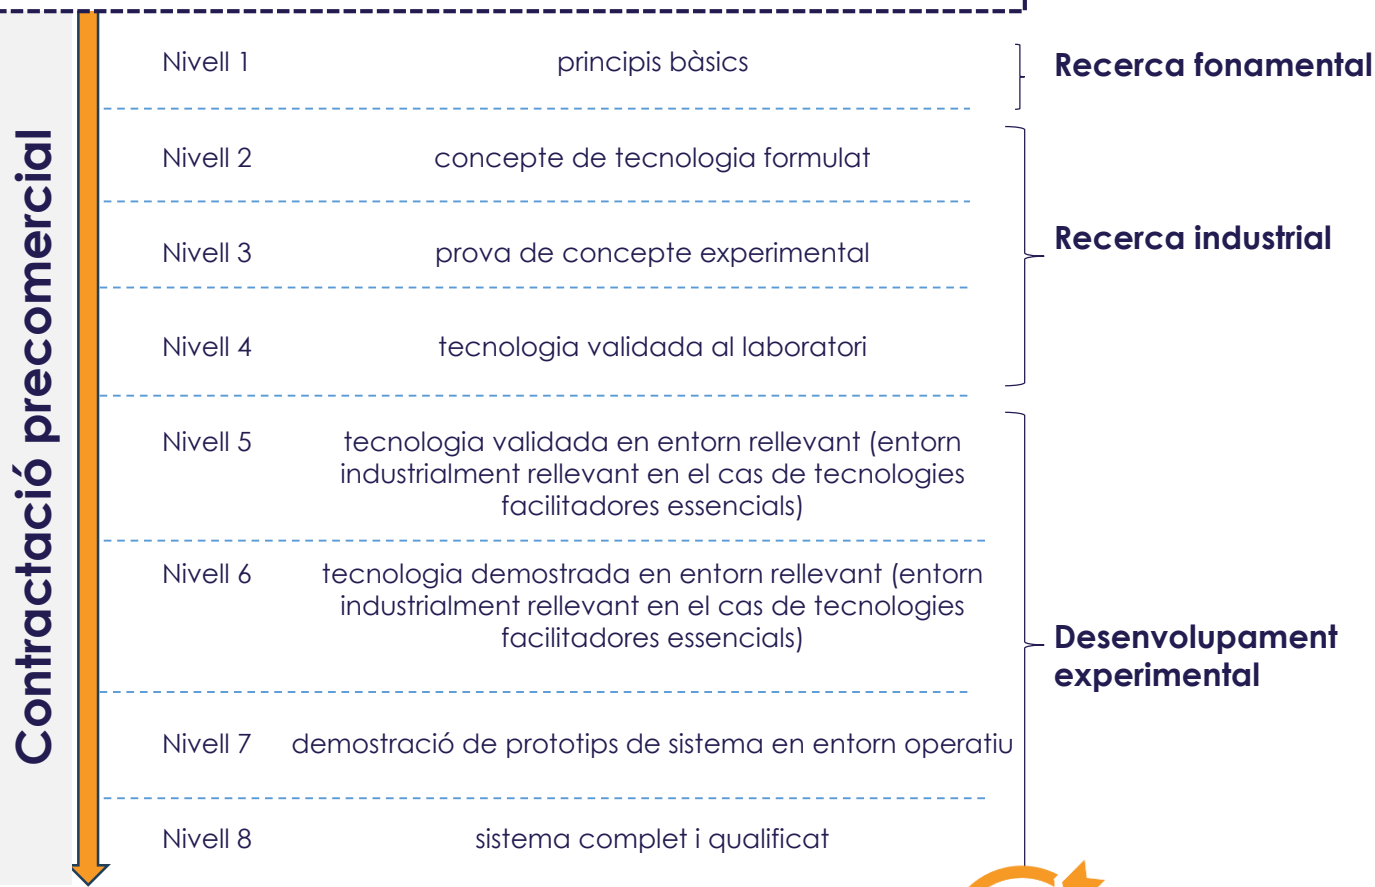 Contractació precomercial
Nivell 1
principis bàsics
Recerca fonamental
Nivell 2
concepte de tecnologia formulat
Nivell 3
prova de concepte experimental
Recerca industrial
Nivell 4
tecnologia validada al laboratori
Nivell 5
tecnologia validada en entorn rellevant (entorn
industrialment rellevant en el cas de tecnologies
facilitadores essencials)
Nivell 6
tecnologia demostrada en entorn rellevant (entorn
industrialment rellevant en el cas de tecnologies
facilitadores essencials)
Desenvolupament
experimental
Nivell 7
demostració de prototips de sistema en entorn operatiu
Nivell 8
sistema complet i qualificat